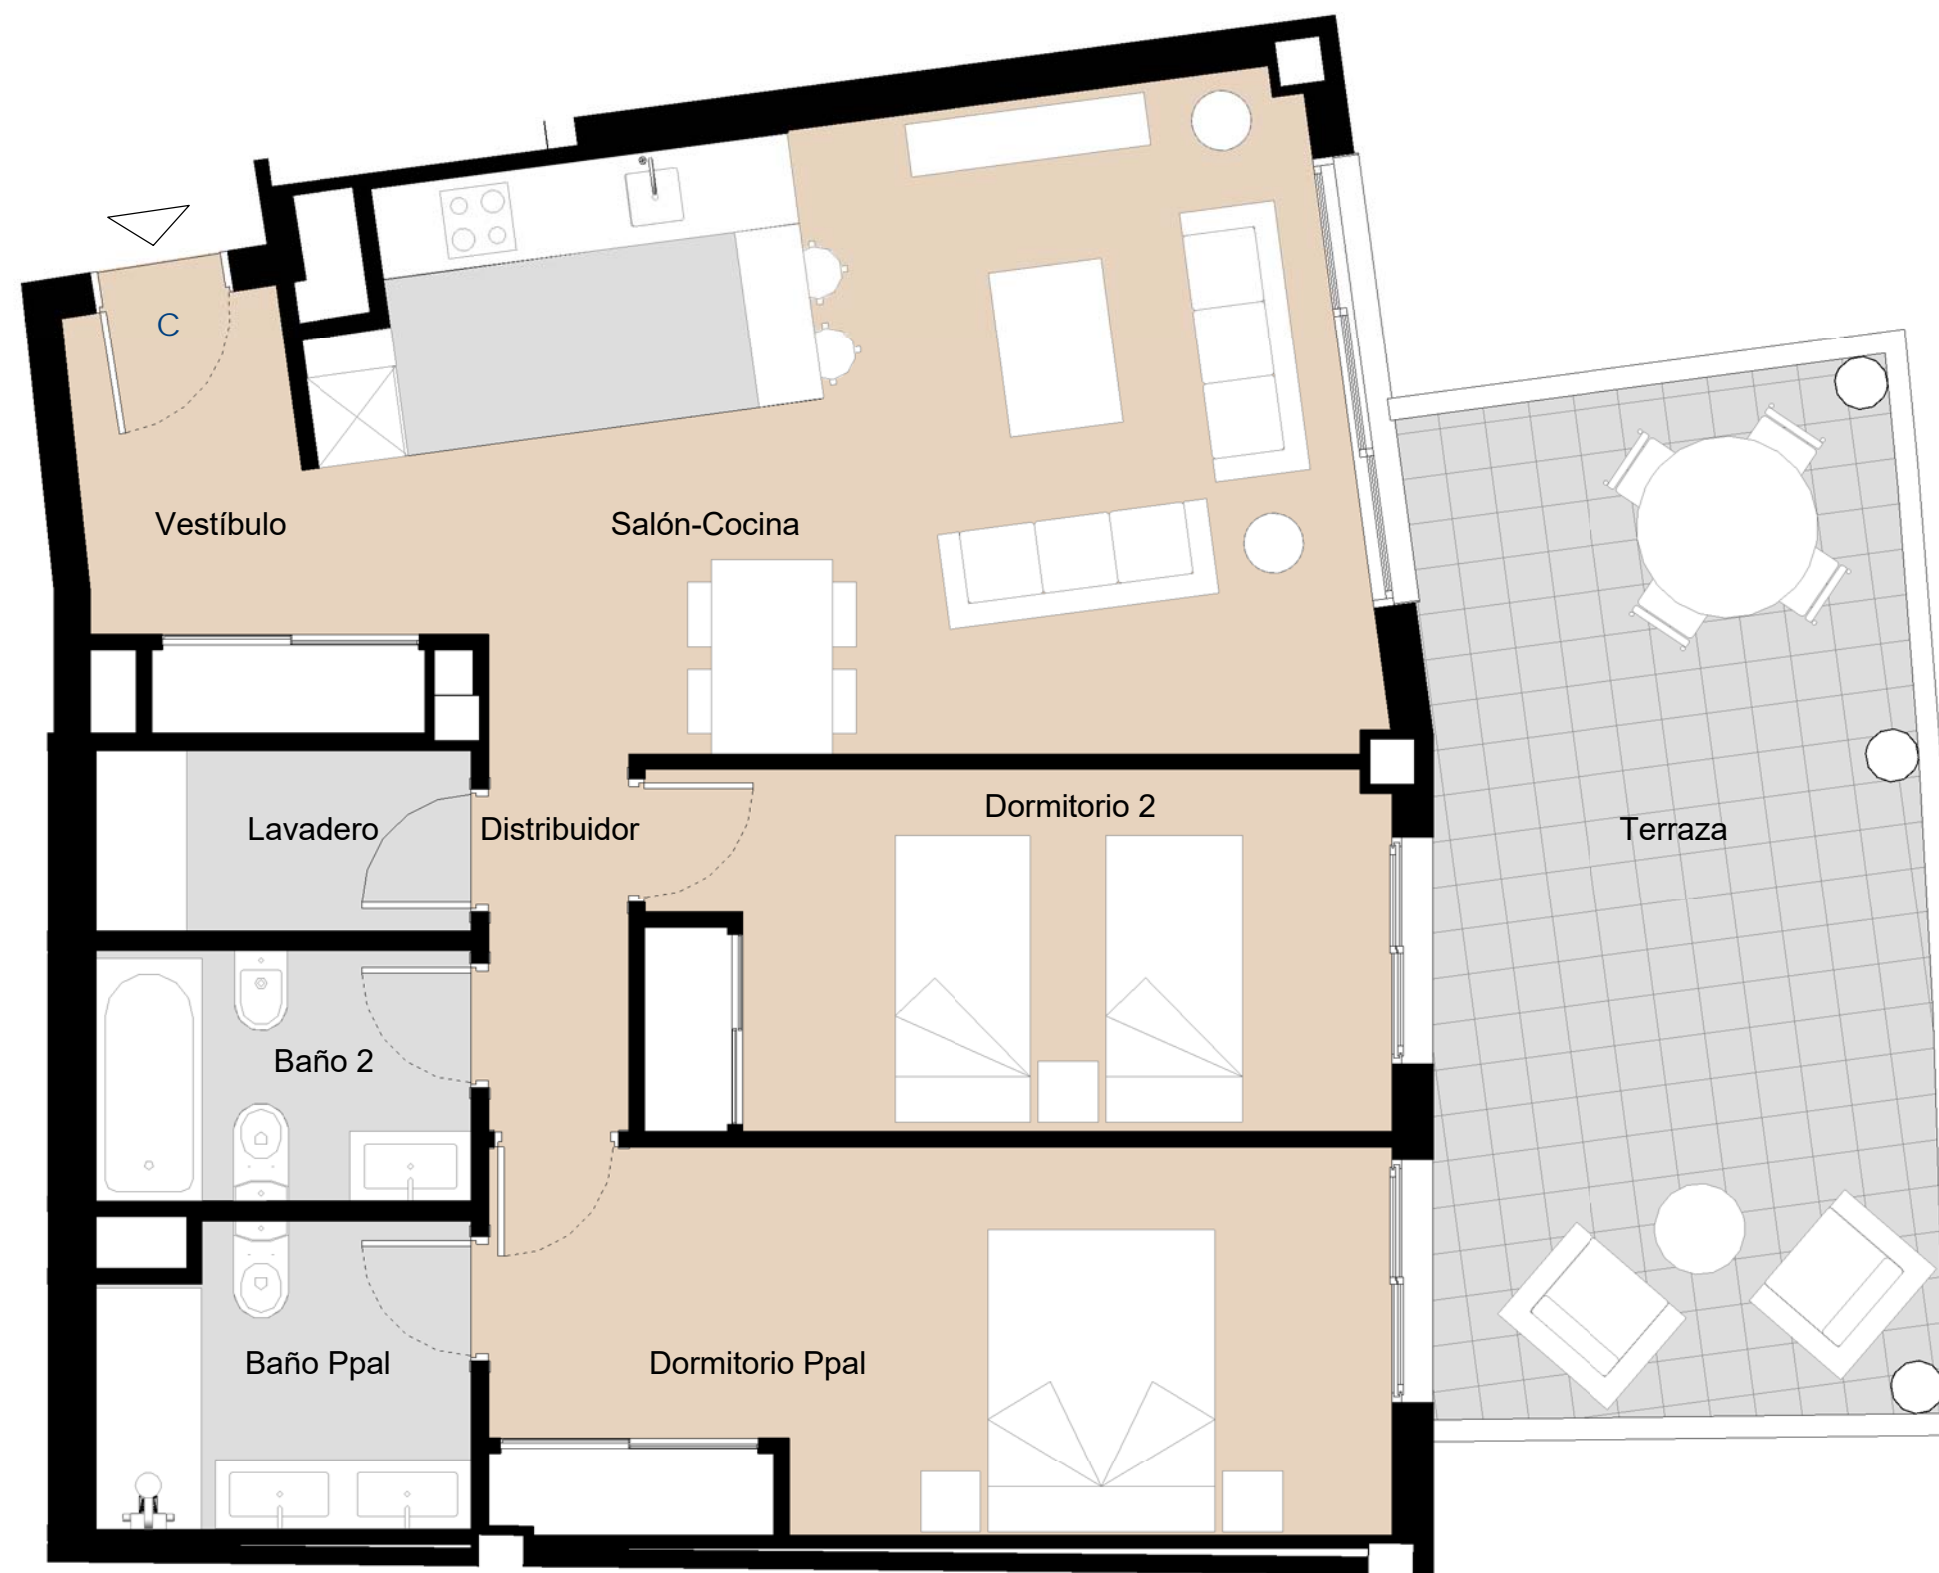 C
Vestíbulo
Salón-Cocina
Dormitorio 2
Lavadero
Distribuidor
Terraza
Baño 2
Baño Ppal
Dormitorio Ppal